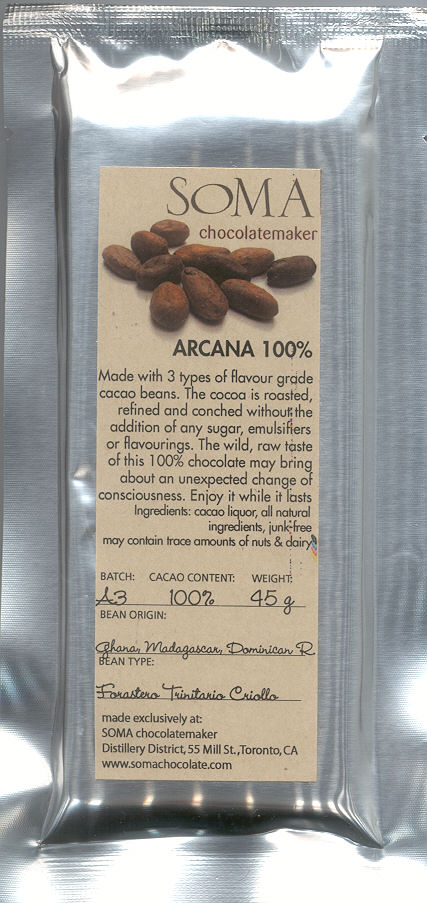 SOMA
chocolatemaker
ARCANA 100%
Made with 3 types of flavour grade
cacao beans. The cocoa is roasted,
refined and conched without the
addition of any sugar, emulsifiers
or flavourings. The wild, raw taste
of this 100% chocolate may bring
about an unexpected change of
consciousness. Enjoy it while it lasts
Ingredients: cacao liquor, all natural
ingredients, junk-free
may contain trace amounts of nuts & dairy
BATCH: CACAO CONTENT: WEIGHT:
A3 100% 45 g
BEAN ORIGIN:
Ghana, Madagascar, Dominican R
BEAN TYPE:
Forastero Trinitario Criollo
made exclusively at:
SOMA chocolatemaker
Distillery District, 55 Mill St., Toronto, CA
www.somachocolate.com